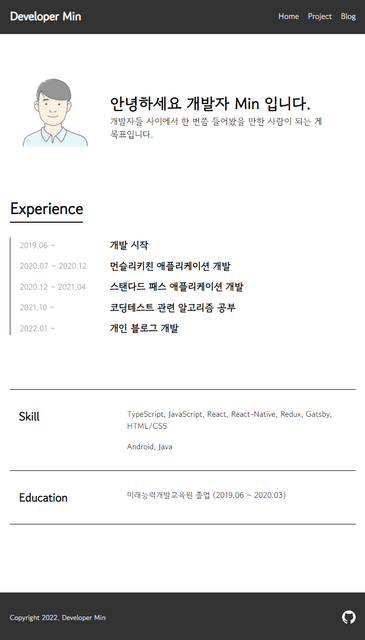 Developer Min
Home Project Blog
안녕하세요 개발자 Min 입니다.
개발자들 사이에서 한 번쯤 들어봤을 만한 사람이 되는 게
목표입니다.
Experience
2019.06 ~ 개발 시작
2020.07 ~ 2020.12 먼슬리키친 애플리케이션 개발
2020.12 ~ 2021.04 스탠다드 패스 애플리케이션 개발
2021.10 ~ 코딩테스트 관련 알고리즘 공부
2022.01 ~ 개인 블로그 개발
Skill
TypeScript, JavaScript, React, React-Native, Redux, Gatsby,
HTML/CSS
Android, Java
Education
미래능력개발교육원 졸업 (2019.06 ~ 2020.03)
Copyright 2022. Developer Min